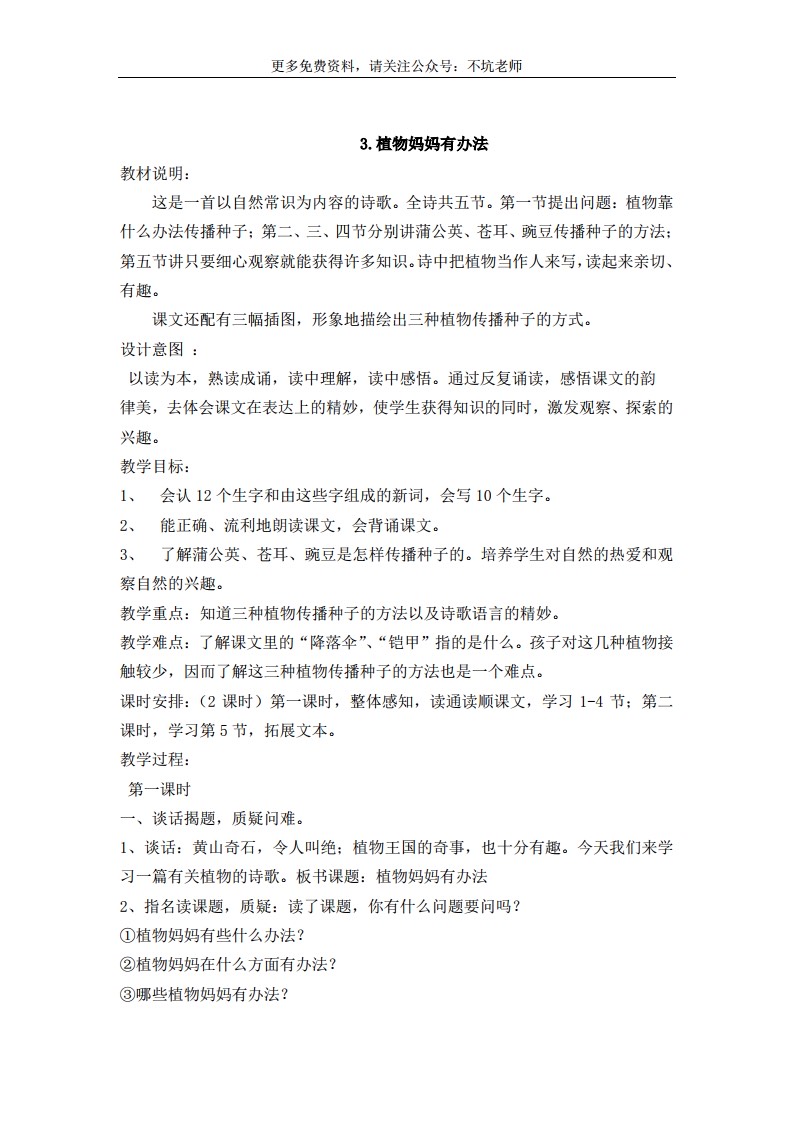 更多免费资料，请关注公众号：不坑老师
3.植物妈妈有办法
教材说明：
这是一首以自然常识为内容的诗歌。全诗共五节。第一节提出问题：植物靠
什么办法传播种子；第二、三、四节分别讲蒲公英、苍耳、豌豆传播种子的方法；
第五节讲只要细心观察就能获得许多知识。诗中把植物当作人来写，读起来亲切、
有趣。
课文还配有三幅插图，形象地描绘出三种植物传播种子的方式。
设计意图 ：
以读为本，熟读成诵，读中理解，读中感悟。通过反复诵读，感悟课文的韵
律美，去体会课文在表达上的精妙，使学生获得知识的同时，激发观察、探索的
兴趣。
教学目标：
1、 会认 12 个生字和由这些字组成的新词，会写 10 个生字。
2、 能正确、流利地朗读课文，会背诵课文。
3、 了解蒲公英、苍耳、豌豆是怎样传播种子的。培养学生对自然的热爱和观
察自然的兴趣。
教学重点：知道三种植物传播种子的方法以及诗歌语言的精妙。
教学难点：了解课文里的“降落伞”、“铠甲”指的是什么。孩子对这几种植物接
触较少，因而了解这三种植物传播种子的方法也是一个难点。
课时安排：（2 课时）第一课时，整体感知，读通读顺课文，学习 1-4 节；第二
课时，学习第 5 节，拓展文本。
教学过程：
第一课时
一、谈话揭题，质疑问难。
1、谈话：黄山奇石，令人叫绝；植物王国的奇事，也十分有趣。今天我们来学
习一篇有关植物的诗歌。板书课题：植物妈妈有办法
2、指名读课题，质疑：读了课题，你有什么问题要问吗？
①植物妈妈有些什么办法？
②植物妈妈在什么方面有办法？
③哪些植物妈妈有办法？